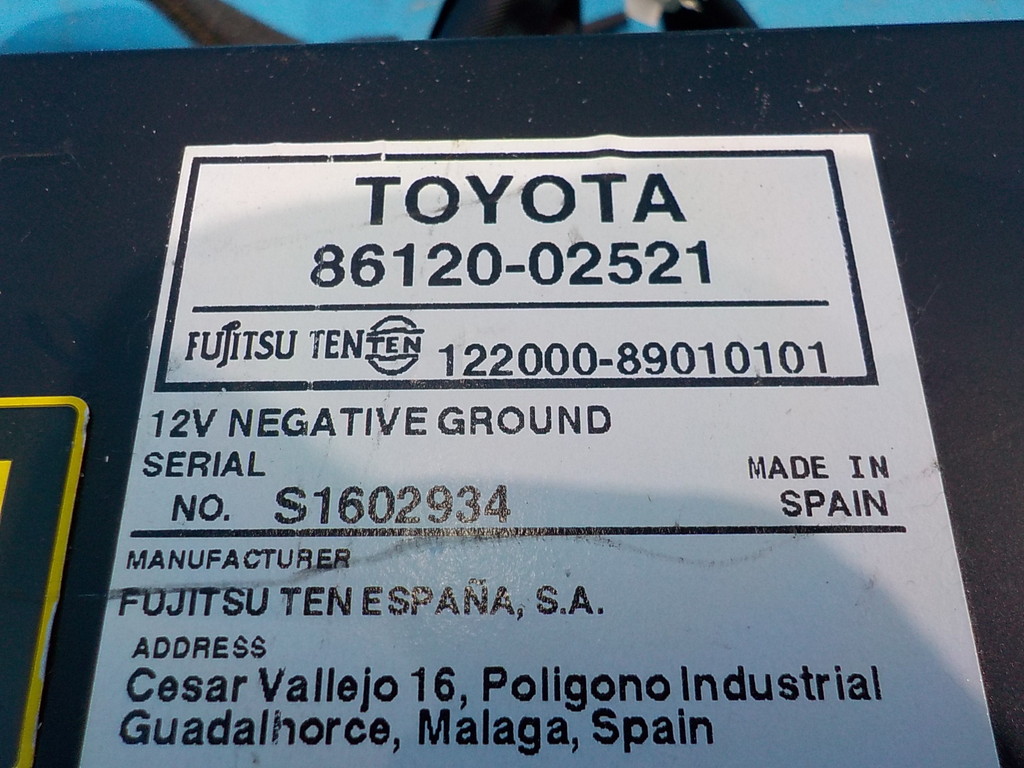 TOYOTA
86120-02521
FUJITSU TEN TEN 122000-89010101
12V NEGATIVE GROUND
SERIAL
NO. S1602934
MADE IN
SPAIN
MANUFACTURER
FUJITSU TEN ESPAÑA, S.A.
ADDRESS
Cesar Vallejo 16, Poligono Industrial
Guadalhorce, Malaga, Spain